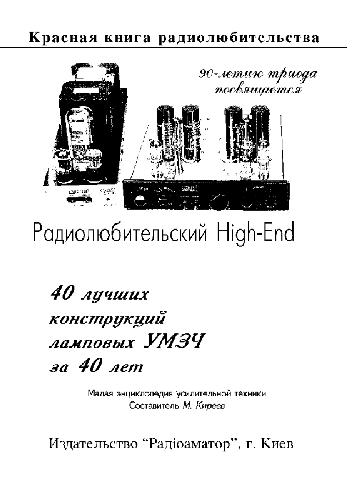 Красная книга радиолюбительства
90-летию триода
посвящается
Радиолюбительский High-End
40 лучших
конструкций
ламповых УМЗЧ
за 40 лет
Малая энциклопедия усилительной техники
Составитель М. Киреев
Издательство "Радіоаматор", г. Киев